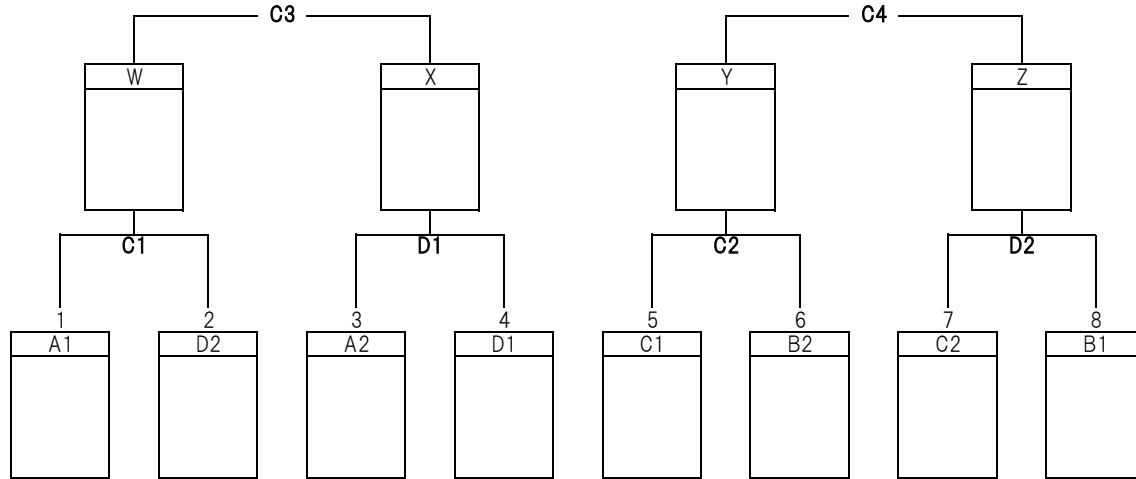 C3 C4
W X Y Z
C1 D1 C2 D2
1 2 3 4 5 6 7 8
A1 D2 A2 D1 C1 B2 C2 B1